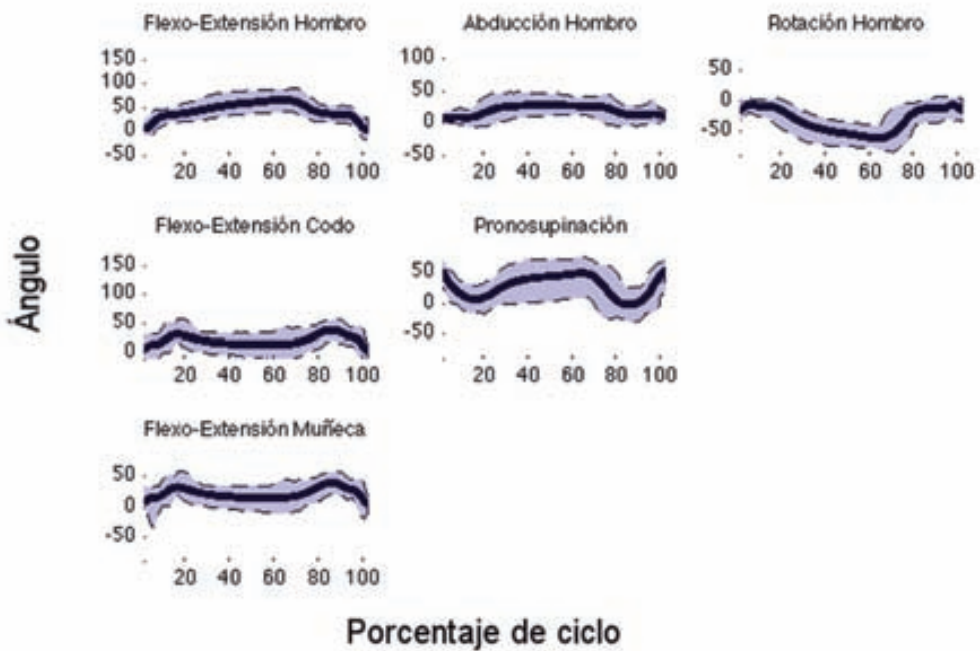 Flexo-Extensión Hombro
150
100
50
0
-50
20 40 60 80 100
Abducción Hombro
100
50
0
-50
20 40 60 80 100
Rotación Hombro
50
0
-50
20 40 60 80 100
Flexo-Extensión Codo
150
100
50
0
20 40 60 80 100
Pronosupinación
50
0
-50
20 40 60 80 100
Flexo-Extensión Muñeca
50
0
-50
20 40 60 80 100
Ángulo
Porcentaje de ciclo